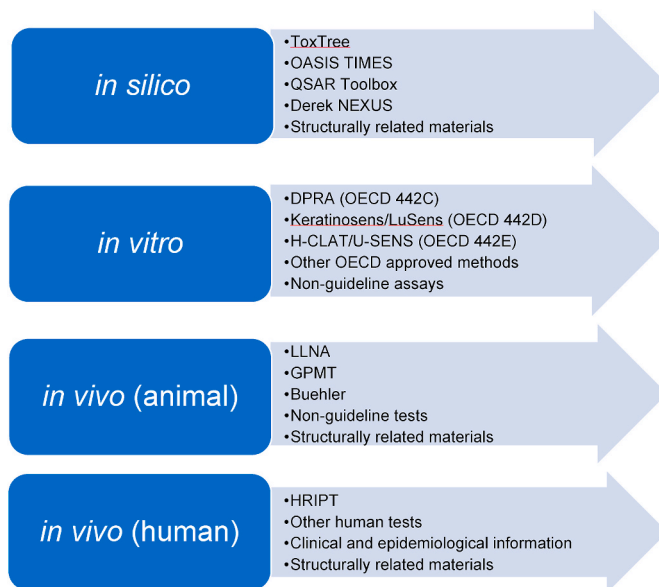 in silico
•ToxTree
•OASIS TIMES
•QSAR Toolbox
•Derek NEXUS
•Structurally related materials
in vitro
•DPRA (OECD 442C)
•Keratinosens/LuSens (OECD 442D)
•H-CLAT/U-SENS (OECD 442E)
•Other OECD approved methods
•Non-guideline assays
in vivo (animal)
•LLNA
•GPMT
•Buehler
•Non-guideline tests
•Structurally related materials
in vivo (human)
•HRIPT
•Other human tests
•Clinical and epidemiological information
•Structurally related materials